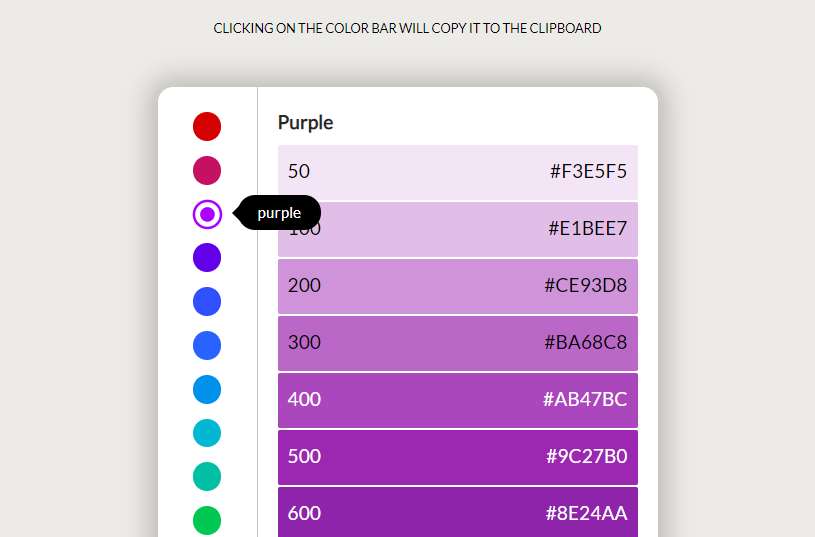 CLICKING ON THE COLOR BAR WILL COPY IT TO THE CLIPBOARD
Purple
50 #F3E5F5
purple
100 #E1BEE7
200 #CE93D8
300 #BA68C8
400 #AB47BC
500 #9C27B0
600 #8E24AA